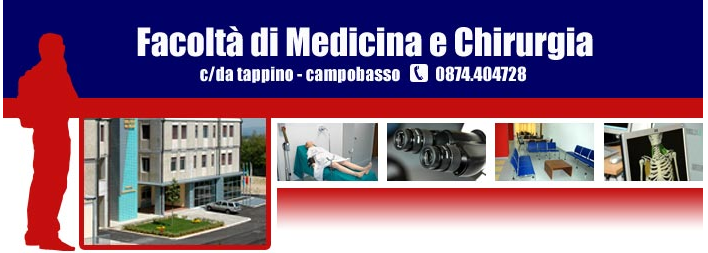 Facoltà di Medicina e Chirurgia
c/da tappino - campobasso 0874.404728